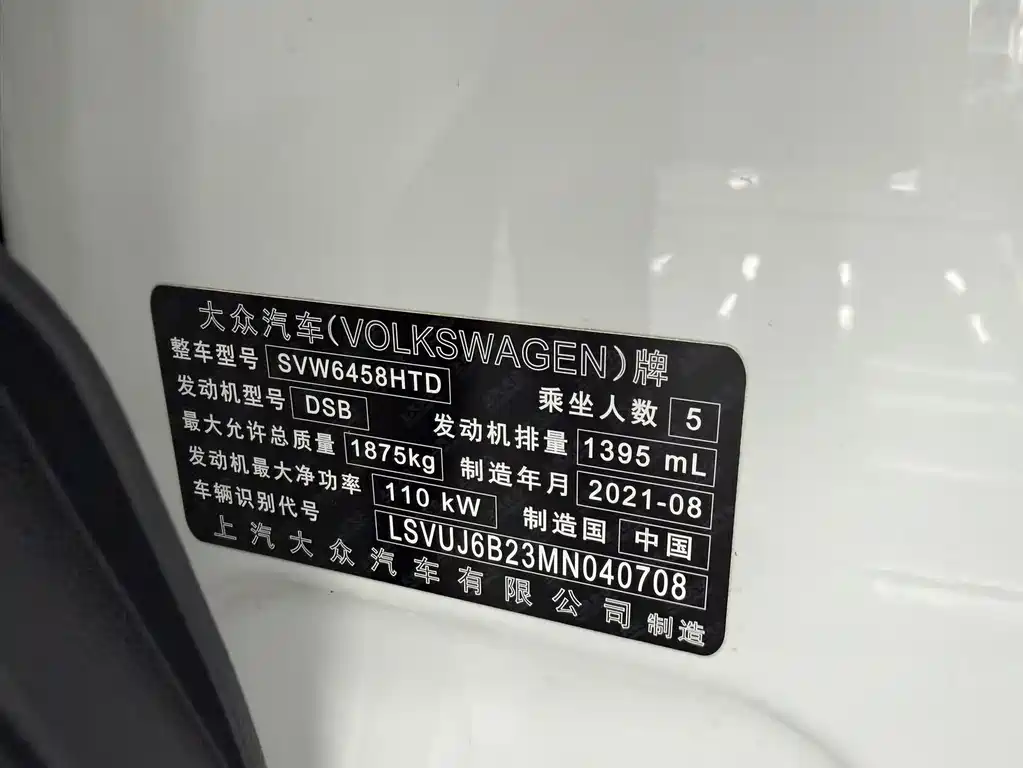 大众汽车(VOLKSWAGEN)牌
整车型号 SVW6458HTD 乘坐人数 5
发动机型号 DSB 发动机排量 1395 mL
最大允许总质量 1875kg 制造年月 2021-08
发动机最大净功率 110 kW 制造国 中国
车辆识别代号 LSVUJ6B23MN040708
上汽大众汽车有限公司 制造